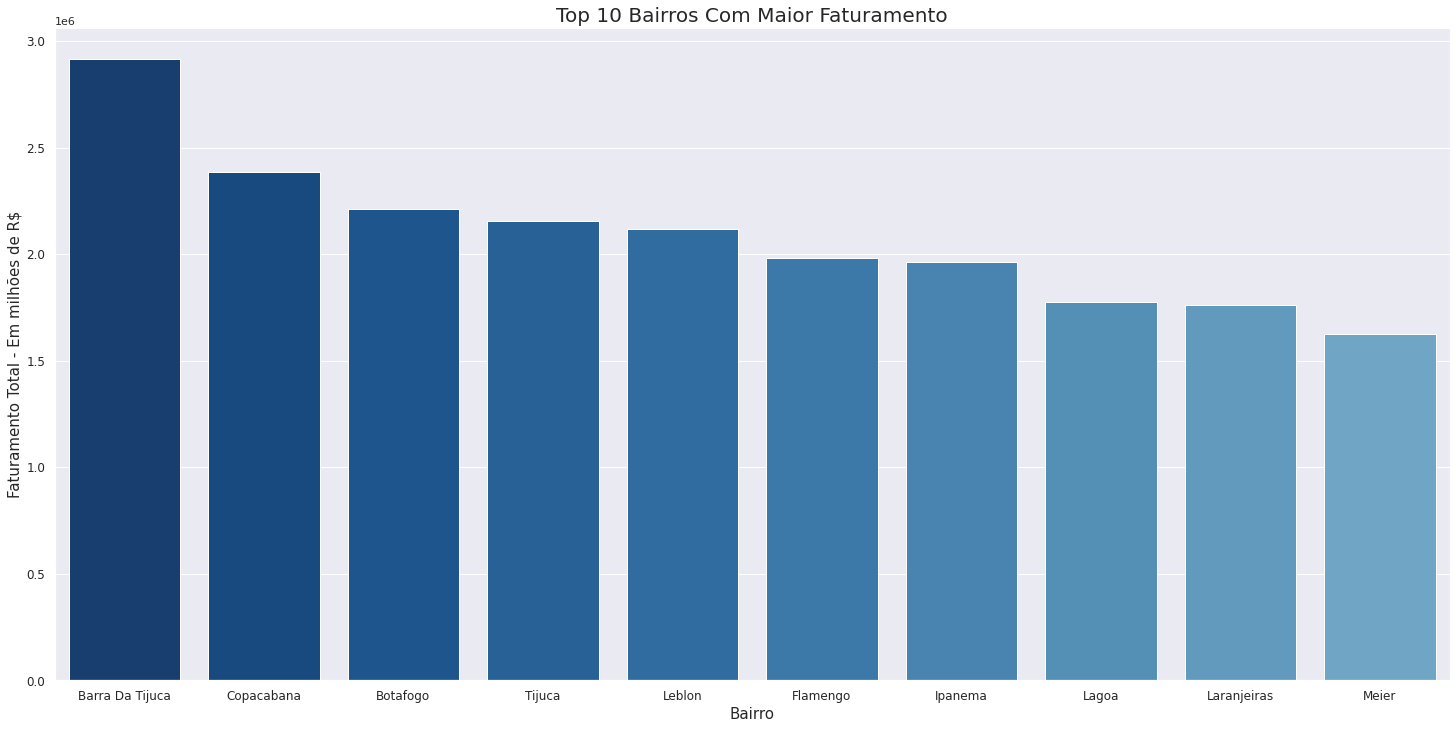 Top 10 Bairros Com Maior Faturamento
1e6
3.0
2.5
2.0
1.5
1.0
0.5
0.0
Faturamento Total - Em milhões de R$
Barra Da Tijuca Copacabana Botafogo Tijuca Leblon Flamengo Ipanema Lagoa Laranjeiras Meier
Bairro